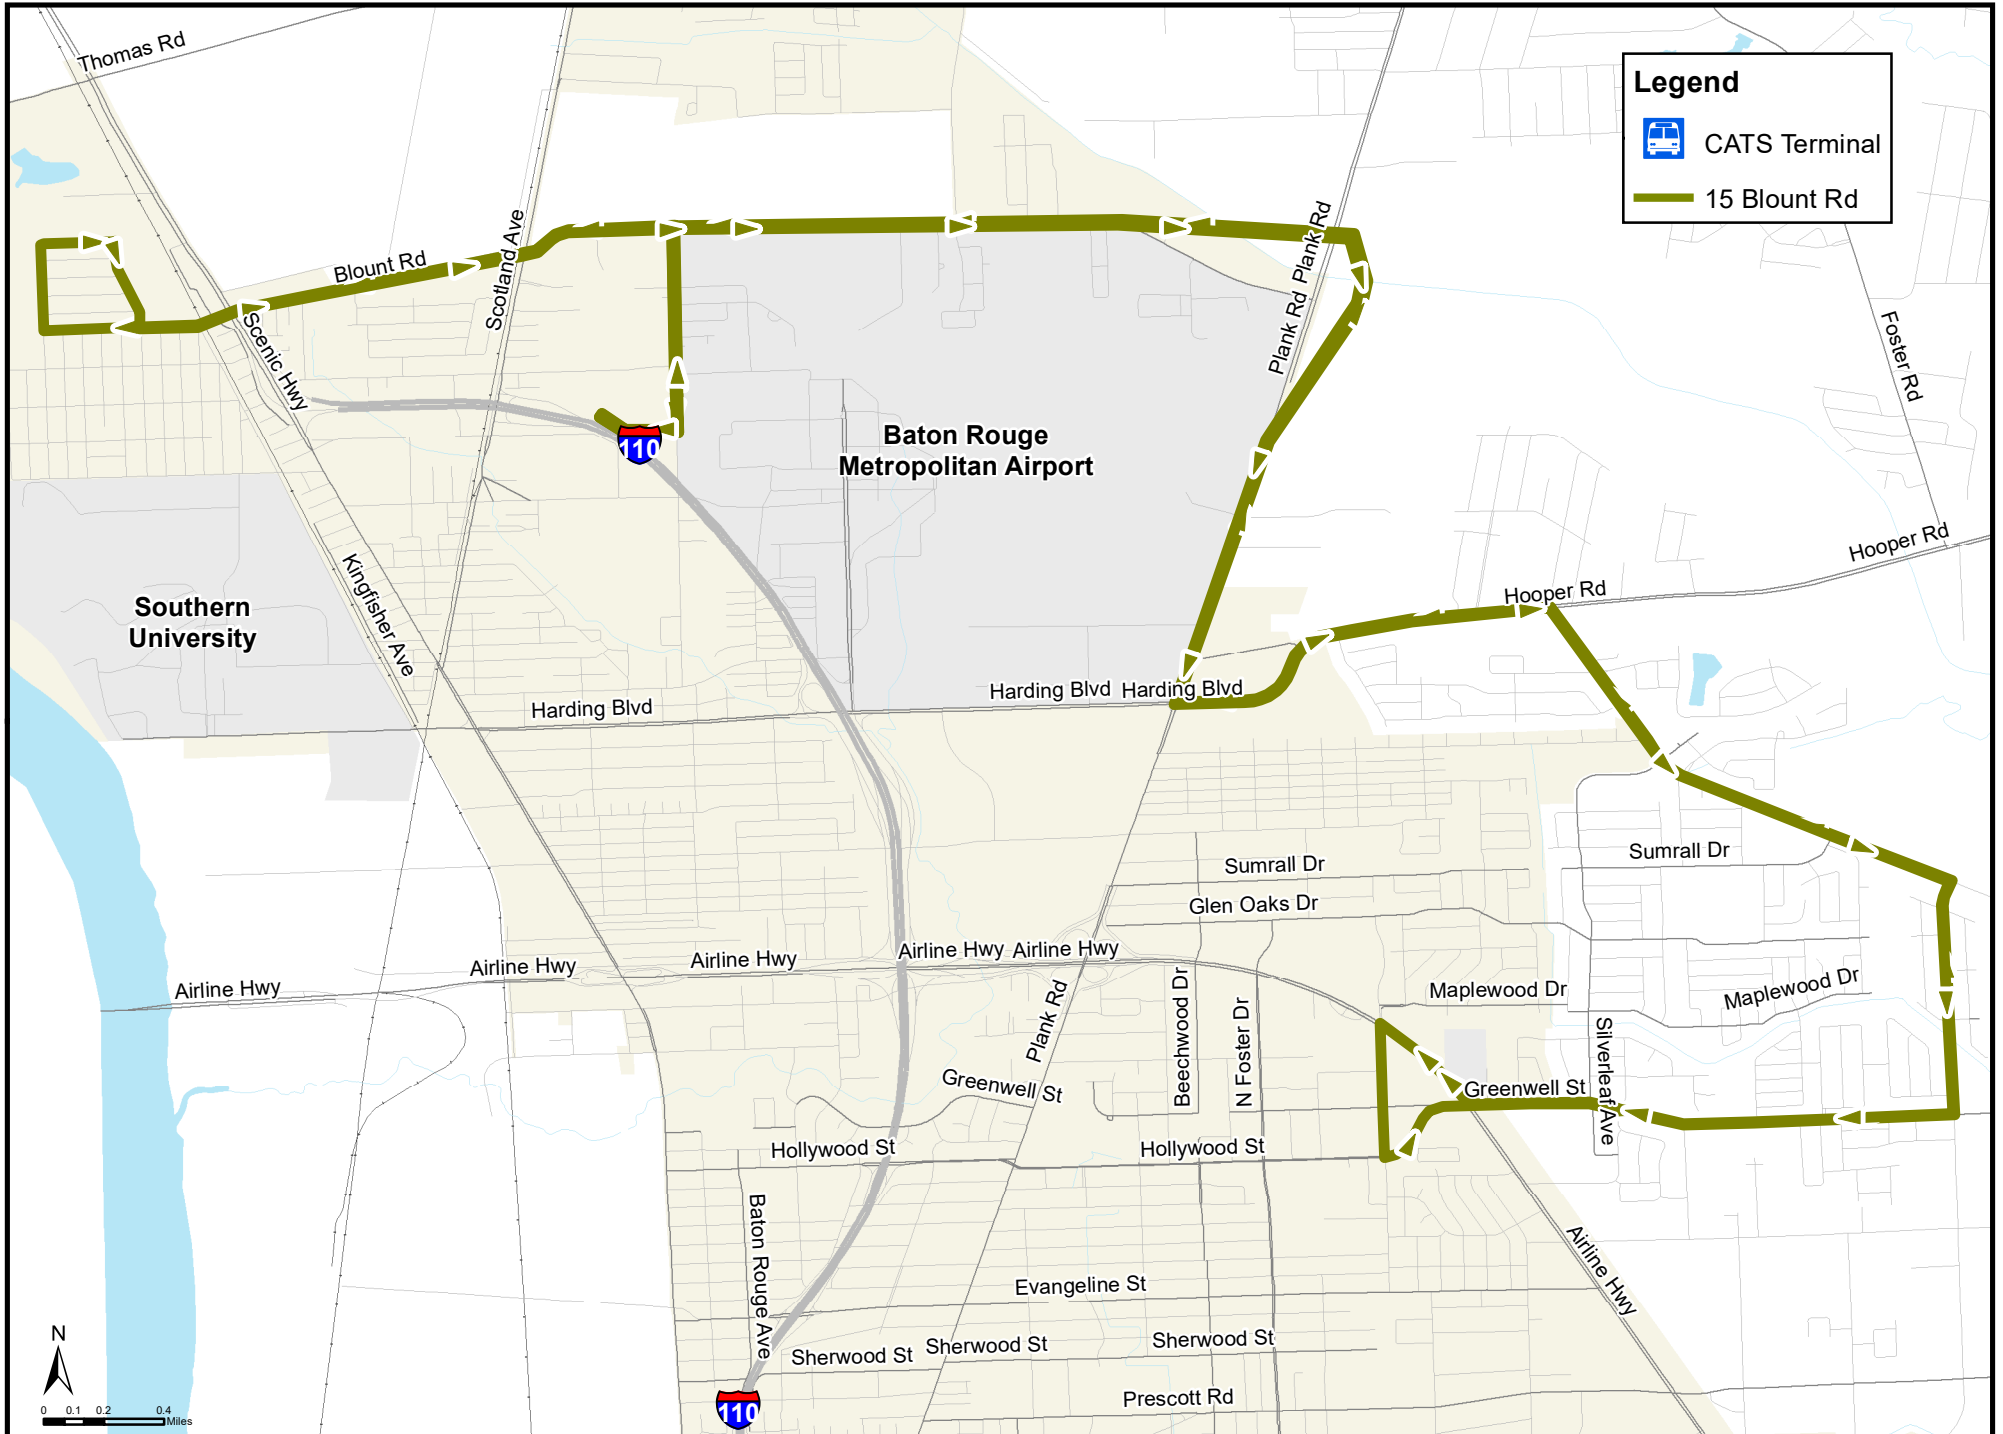 Thomas Rd
Legend
CATS Terminal
15 Blount Rd
Blount Rd
Scotland Ave
Plank Rd
Plank Rd
Scenic Hwy
Foster Rd
110
Baton Rouge
Metropolitan Airport
Hooper Rd
Hooper Rd
Southern
University
Kingfisher Ave
Harding Blvd
Harding Blvd
Harding Blvd
Sumrall Dr
Sumrall Dr
Glen Oaks Dr
Airline Hwy
Airline Hwy
Airline Hwy
Airline Hwy
Airline Hwy
Maplewood Dr
Maplewood Dr
Plank Rd
Beechwood Dr
N Foster Dr
Silverleaf Ave
Greenwell St
Greenwell St
Hollywood St
Hollywood St
Baton Rouge Ave
Airline Hwy
Evangeline St
Sherwood St
Sherwood St
Sherwood St
Prescott Rd
110
N
0 0.1 0.2 0.4
Miles